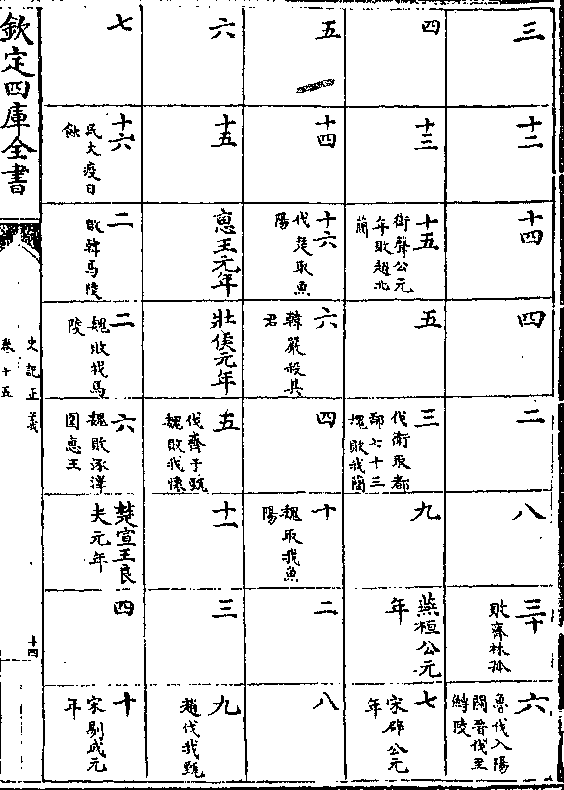 三
十二
十四
四
二
八
三十
敗齊林孤
六
魯伐入陽
關晉伐至
鱄陵
四
十三
十五
衛聲公元
年敗趙北
藺
五
三
伐衛取都
鄙七十三
魏敗我藺
九
燕桓公元
年
七
宋辟公元
年
五
十四
十六
伐楚取魚
陽
六
韓嚴殺其
君
四
十
魏取我魚
陽
二
八
六
十五
惠王元年
壯侯元年
五
伐齊于甄
魏敗我懷
十一
三
九
趙伐我甄
七
十六
民大疫日
蝕
二
敗韓馬陵
二
魏敗我馬
陵
六
魏敗涿澤
圍惠王
楚宣王良
夫元年
四
十
宋剔成元
年
欽定四庫全書
史記正義
卷十五
十四